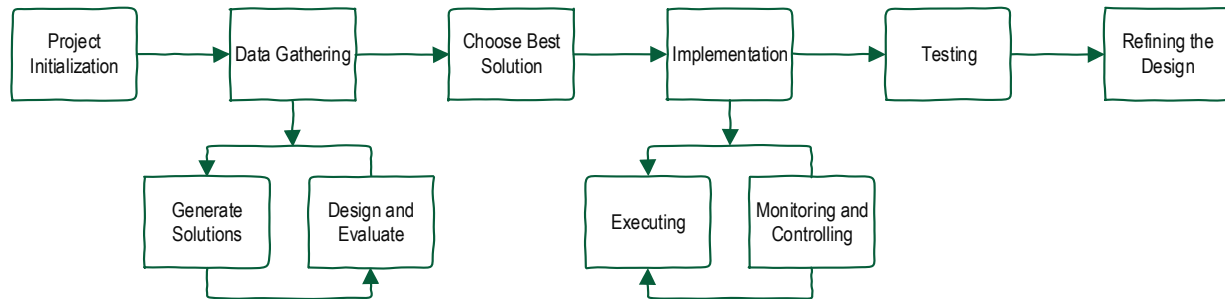 Project
Initialization
Data Gathering
Choose Best
Solution
Implementation
Testing
Refining the
Design
Generate
Solutions
Design and
Evaluate
Executing
Monitoring and
Controlling